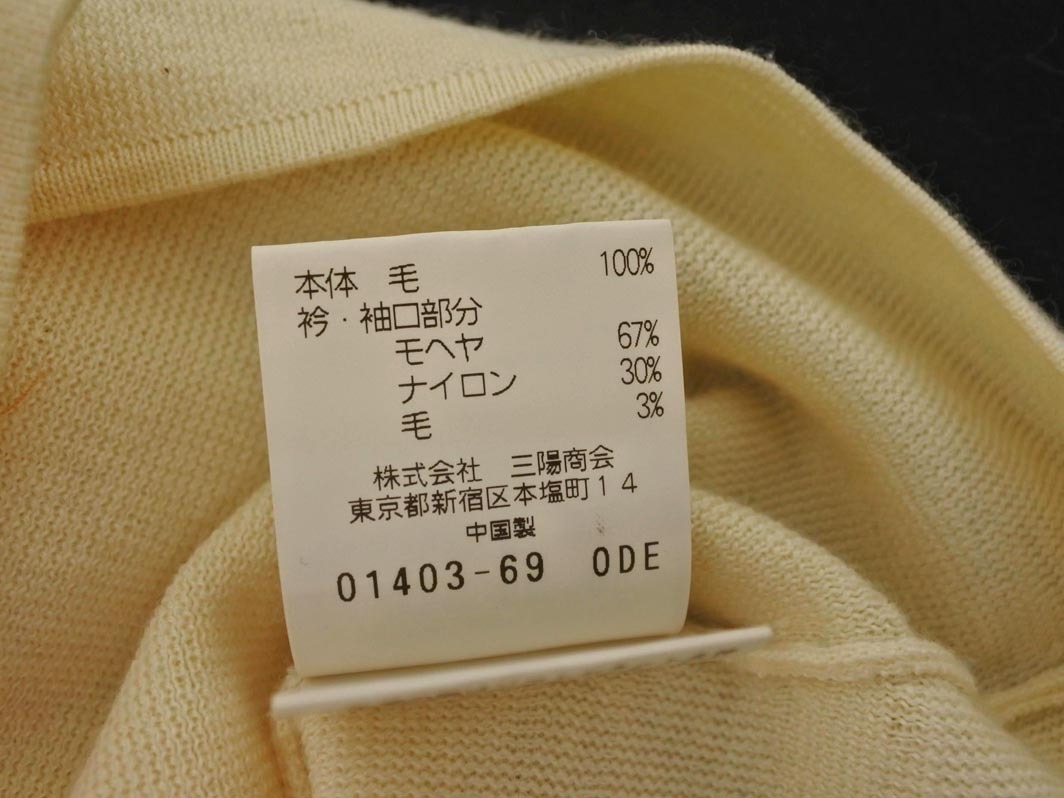 本体　毛　100%
衿・袖口部分
モヘヤ　67%
ナイロン　30%
毛　3%
株式会社　三陽商会
東京都新宿区本塩町14
中国製
01403-69　0DE